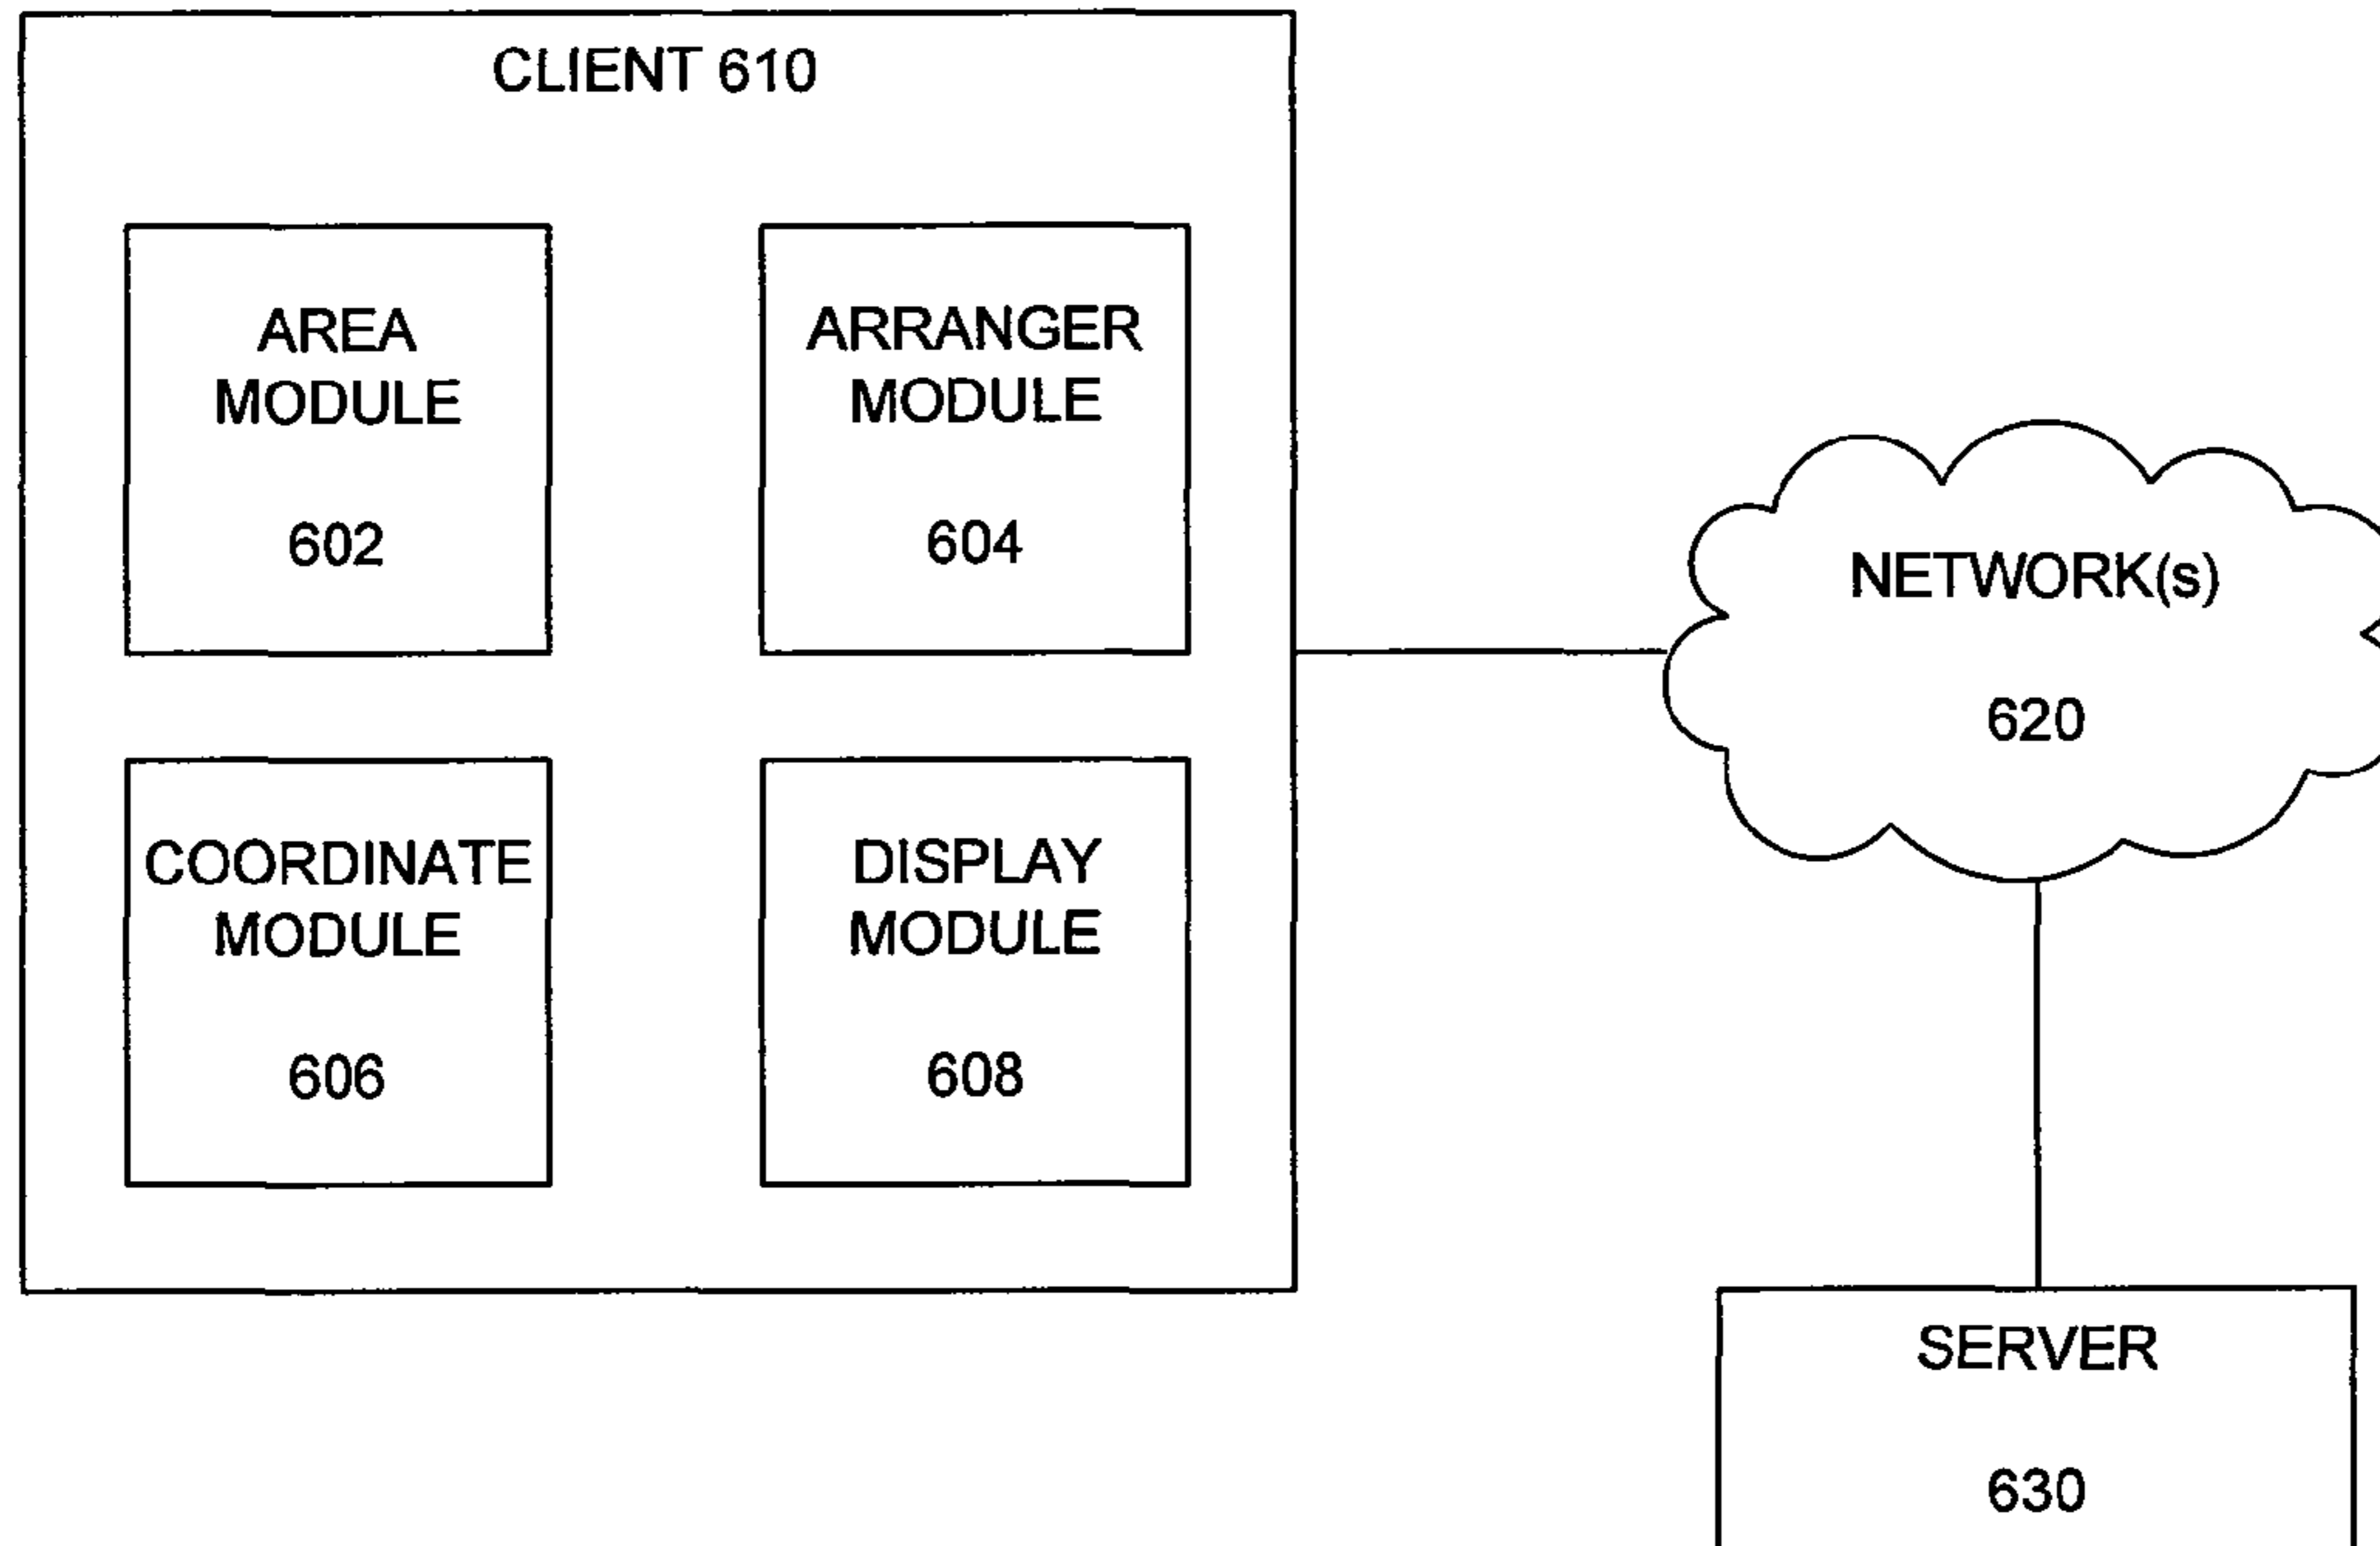 CLIENT 610
AREA
MODULE
602
ARRANGER
MODULE
604
COORDINATE
MODULE
606
DISPLAY
MODULE
608
NETWORK(s)
620
SERVER
630